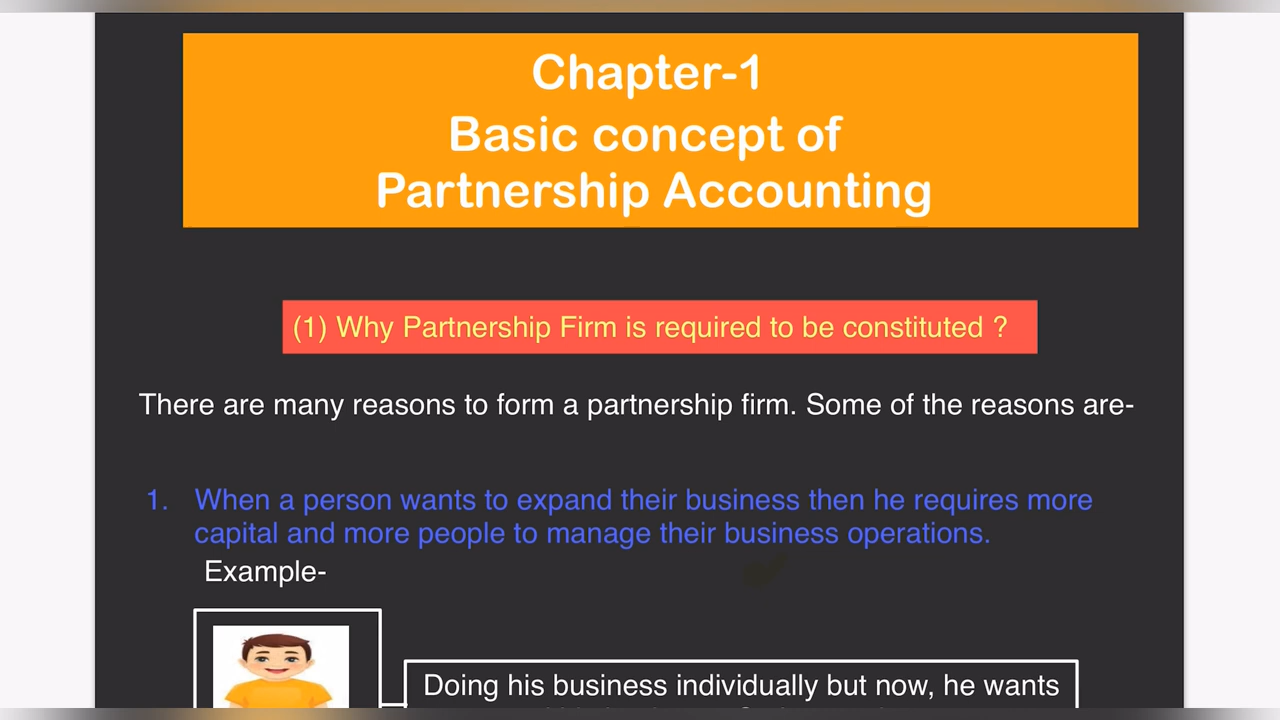 Chapter-1
Basic concept of
Partnership Accounting
(1) Why Partnership Firm is required to be constituted ?
There are many reasons to form a partnership firm. Some of the reasons are-
1. When a person wants to expand their business then he requires more
capital and more people to manage their business operations.
Example-
Doing his business individually but now, he wants